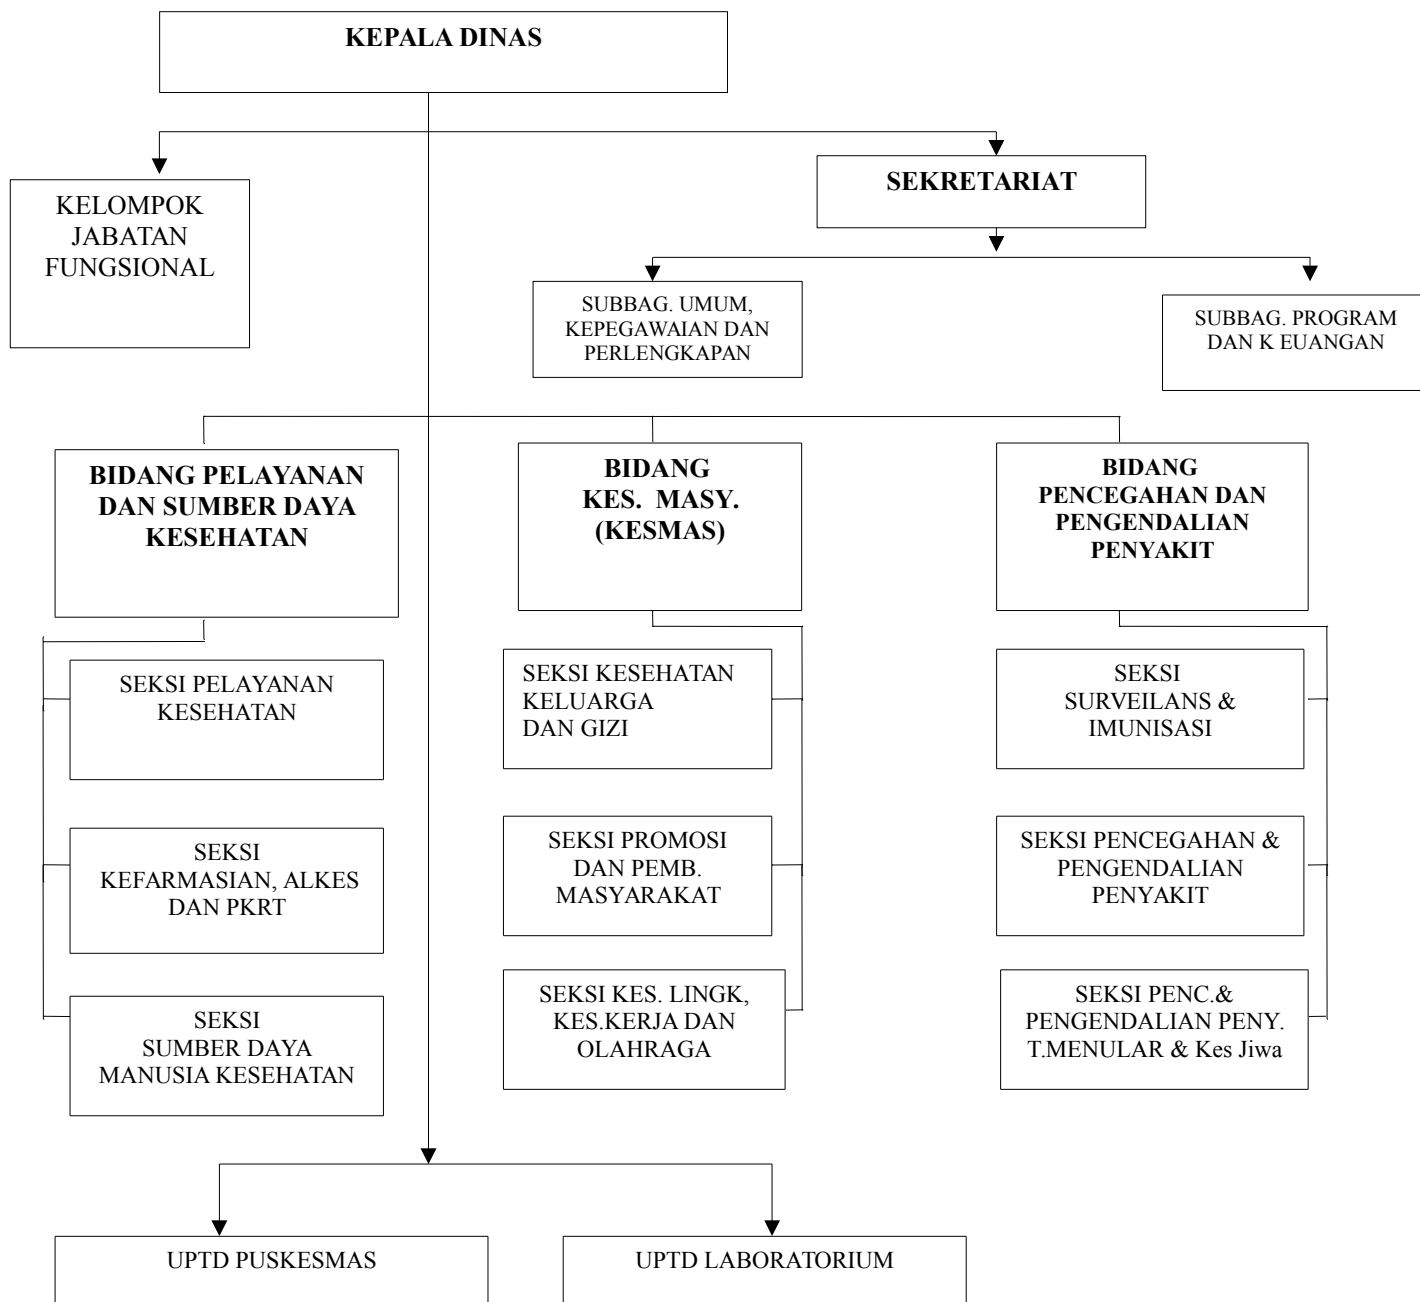 KEPALA DINAS
KELOMPOK
JABATAN
FUNGSIONAL
SEKRETARIAT
SUBBAG. UMUM,
KEPEGAWAIAN DAN
PERLENGKAPAN
SUBBAG. PROGRAM
DAN K EUANGAN
BIDANG PELAYANAN
DAN SUMBER DAYA
KESEHATAN
BIDANG
KES. MASY.
(KESMAS)
BIDANG
PENCEGAHAN DAN
PENGENDALIAN
PENYAKIT
SEKSI PELAYANAN
KESEHATAN
SEKSI KESEHATAN
KELUARGA
DAN GIZI
SEKSI
SURVEILANS &
IMUNISASI
SEKSI
KEFARMASIAN, ALKES
DAN PKRT
SEKSI PROMOSI
DAN PEMB.
MASYARAKAT
SEKSI PENCEGAHAN &
PENGENDALIAN
PENYAKIT
SEKSI
SUMBER DAYA
MANUSIA KESEHATAN
SEKSI KES. LINGK,
KES.KERJA DAN
OLAHRAGA
SEKSI PENC.&
PENGENDALIAN PENY.
T.MENULAR & Kes Jiwa
UPTD PUSKESMAS
UPTD LABORATORIUM